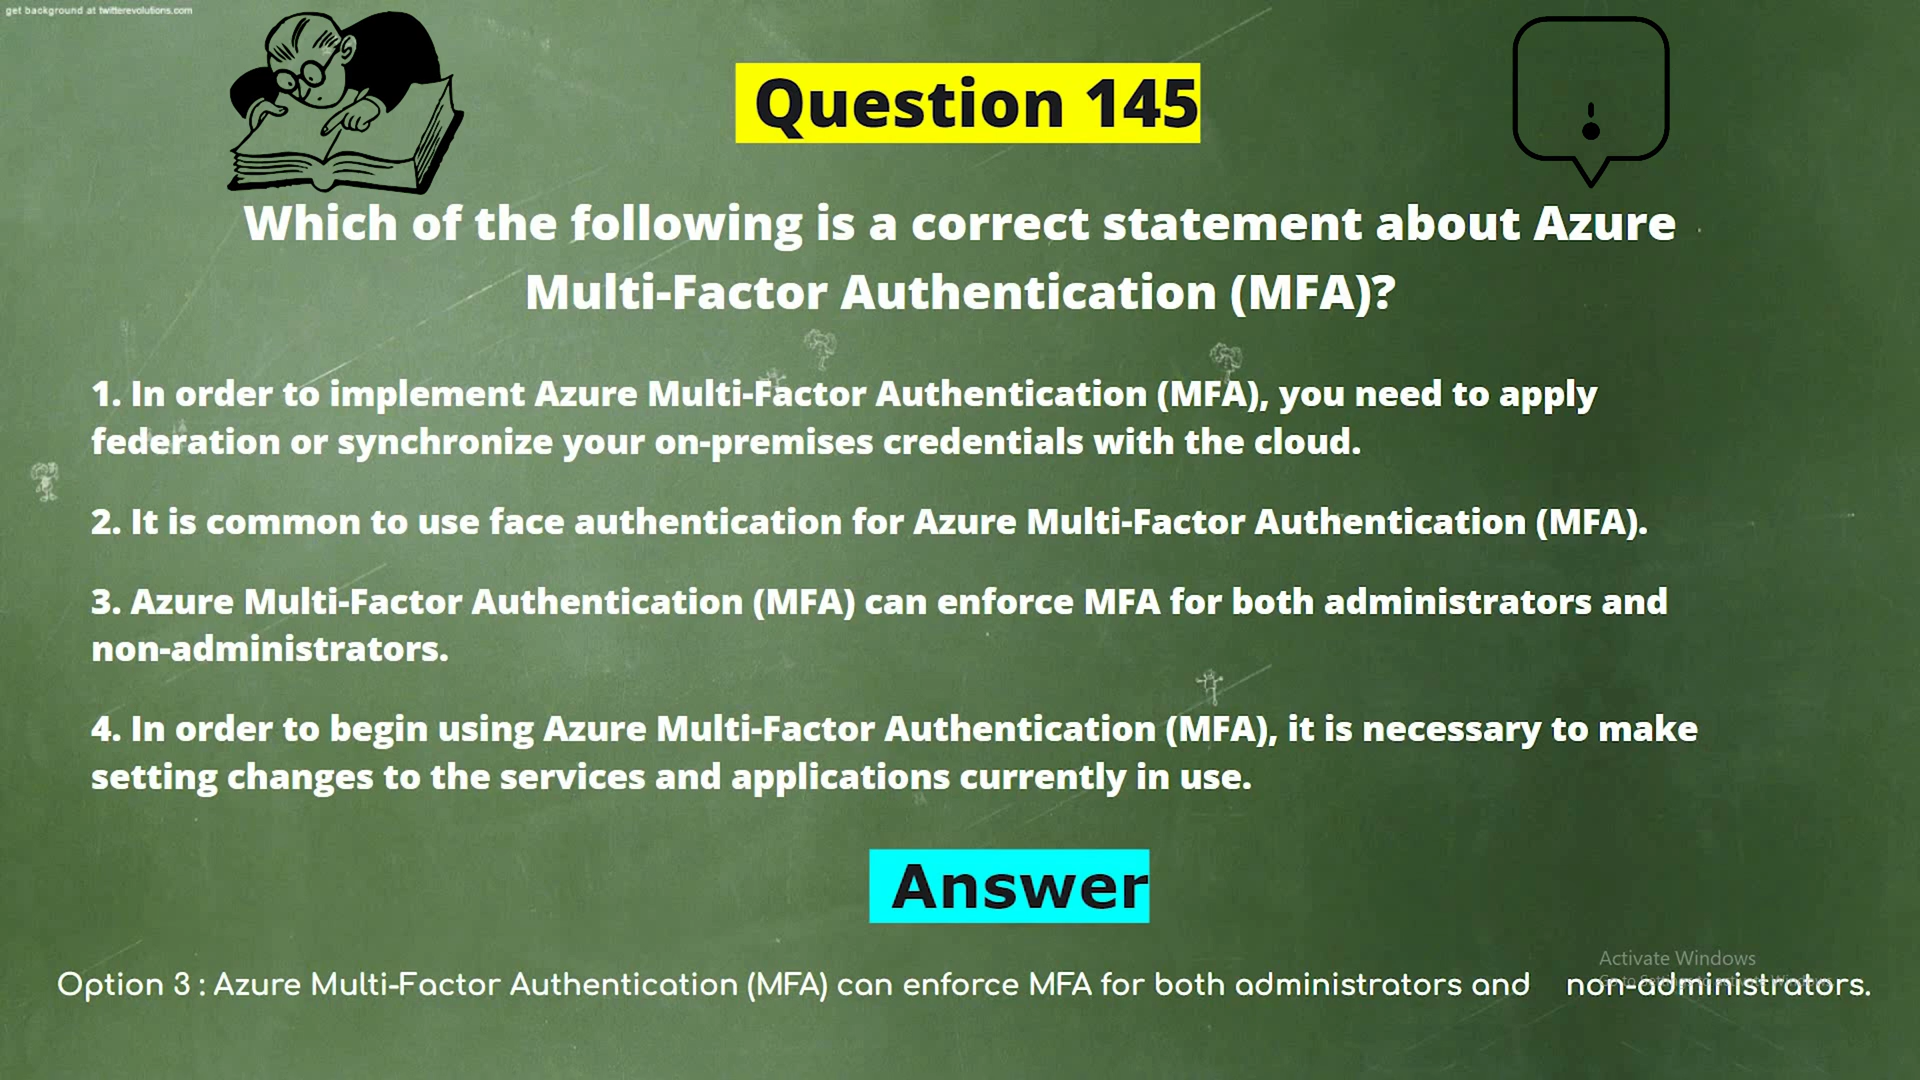 get background at twitterevolutions.com
Question 145
Which of the following is a correct statement about Azure
Multi-Factor Authentication (MFA)?
1. In order to implement Azure Multi-Factor Authentication (MFA), you need to apply
federation or synchronize your on-premises credentials with the cloud.
2. It is common to use face authentication for Azure Multi-Factor Authentication (MFA).
3. Azure Multi-Factor Authentication (MFA) can enforce MFA for both administrators and
non-administrators.
4. In order to begin using Azure Multi-Factor Authentication (MFA), it is necessary to make
setting changes to the services and applications currently in use.
Answer
Activate Windows
Go to Settings to activate Windows.
Option 3 : Azure Multi-Factor Authentication (MFA) can enforce MFA for both administrators and non-administrators.